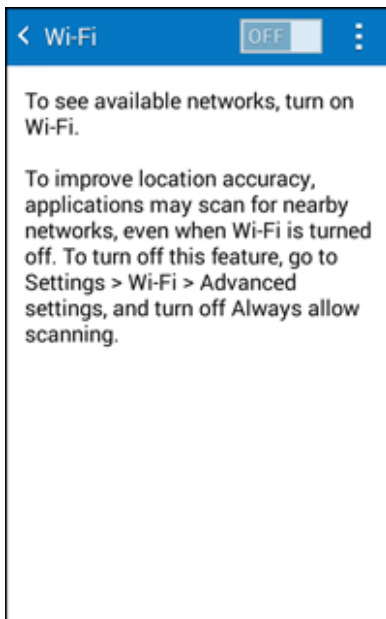 Wi-Fi OFF
To see available networks, turn on
Wi-Fi.
To improve location accuracy,
applications may scan for nearby
networks, even when Wi-Fi is turned
off. To turn off this feature, go to
Settings > Wi-Fi > Advanced
settings, and turn off Always allow
scanning.